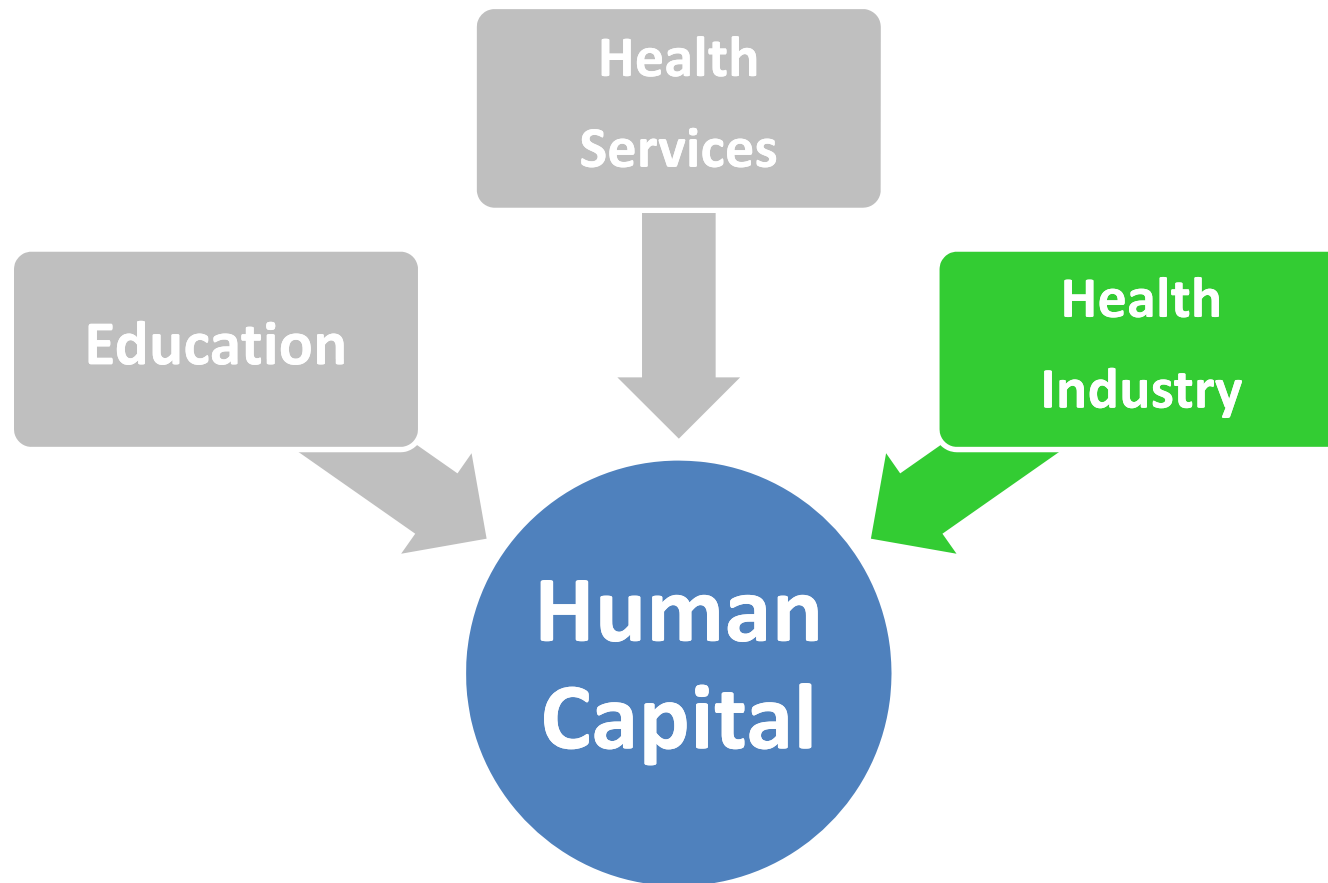 Health
Services
Education
Health
Industry
Human
Capital